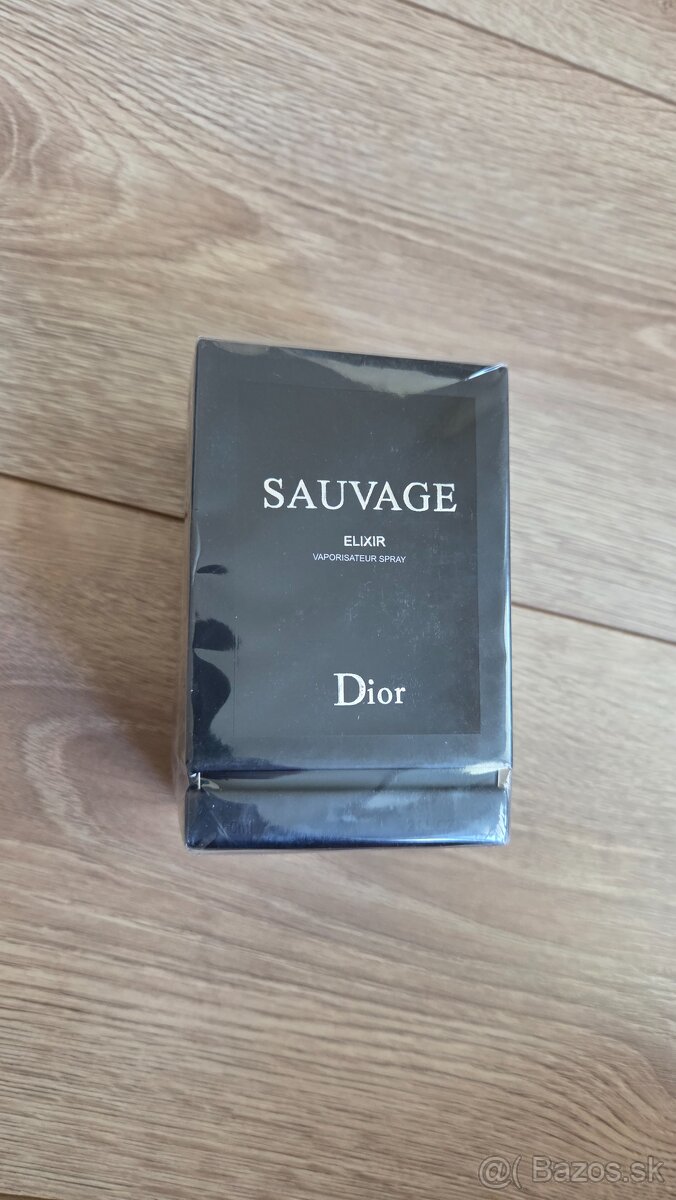 SAUVAGE
ELIXIR
VAPORISATEUR SPRAY
Dior
@( Bazos.sk